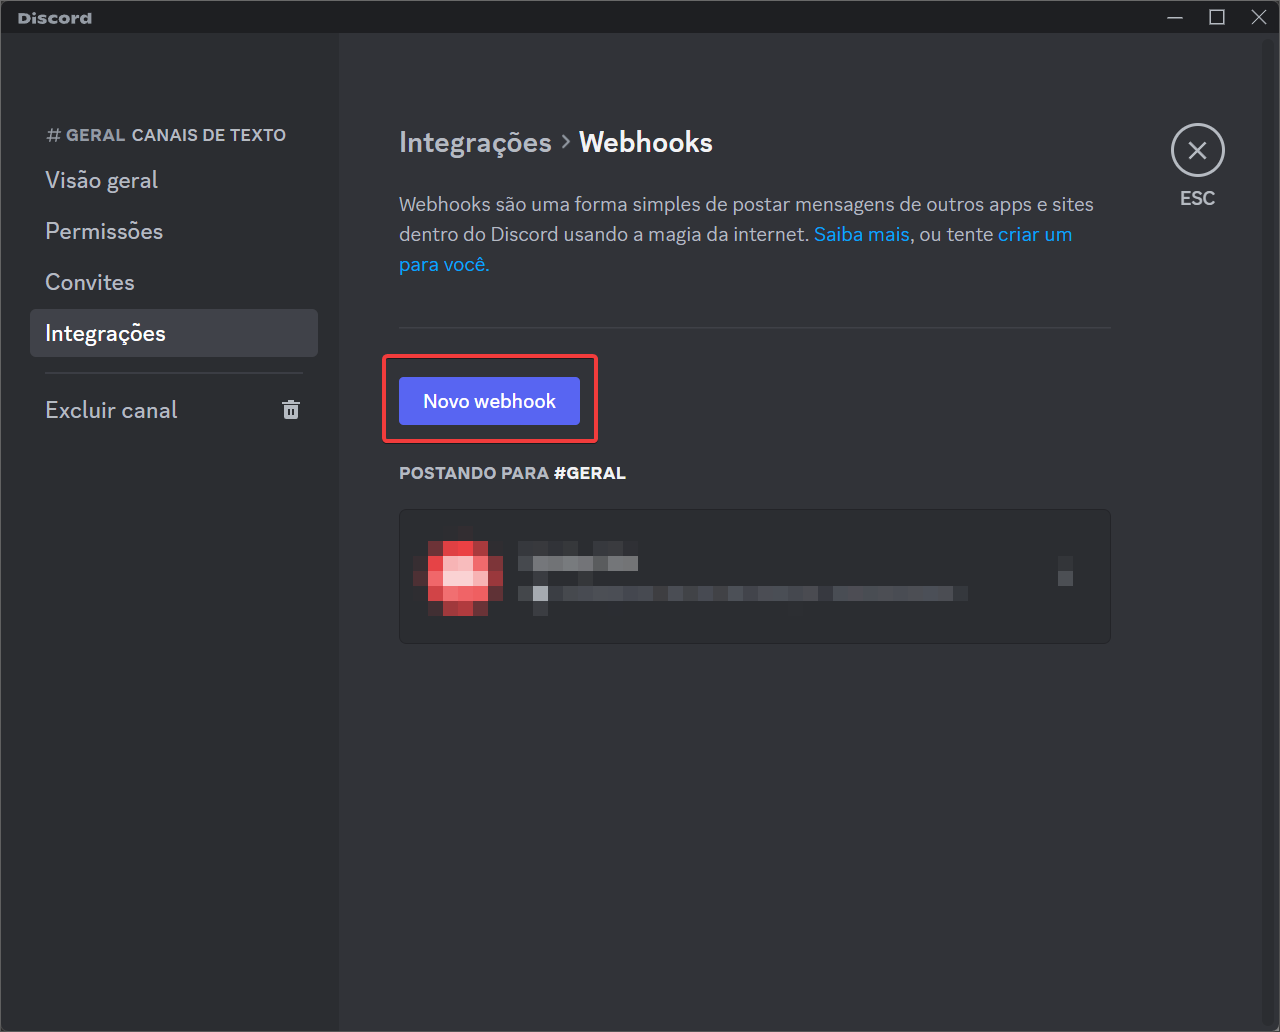 Discord
# GERAL CANAIS DE TEXTO
Visão geral
Permissões
Convites
Integrações
Excluir canal
Integrações > Webhooks
ESC
Webhooks são uma forma simples de postar mensagens de outros apps e sites
dentro do Discord usando a magia da internet. Saiba mais, ou tente criar um
para você.
Novo webhook
POSTANDO PARA #GERAL